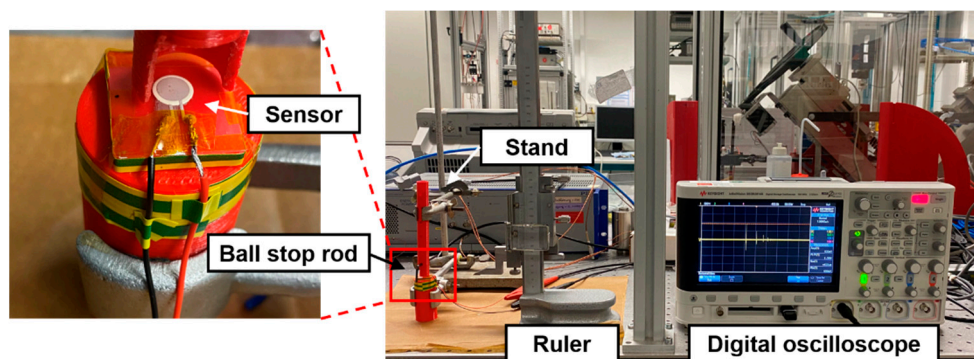 Sensor
Stand
Ball stop rod
Ruler
Digital oscilloscope